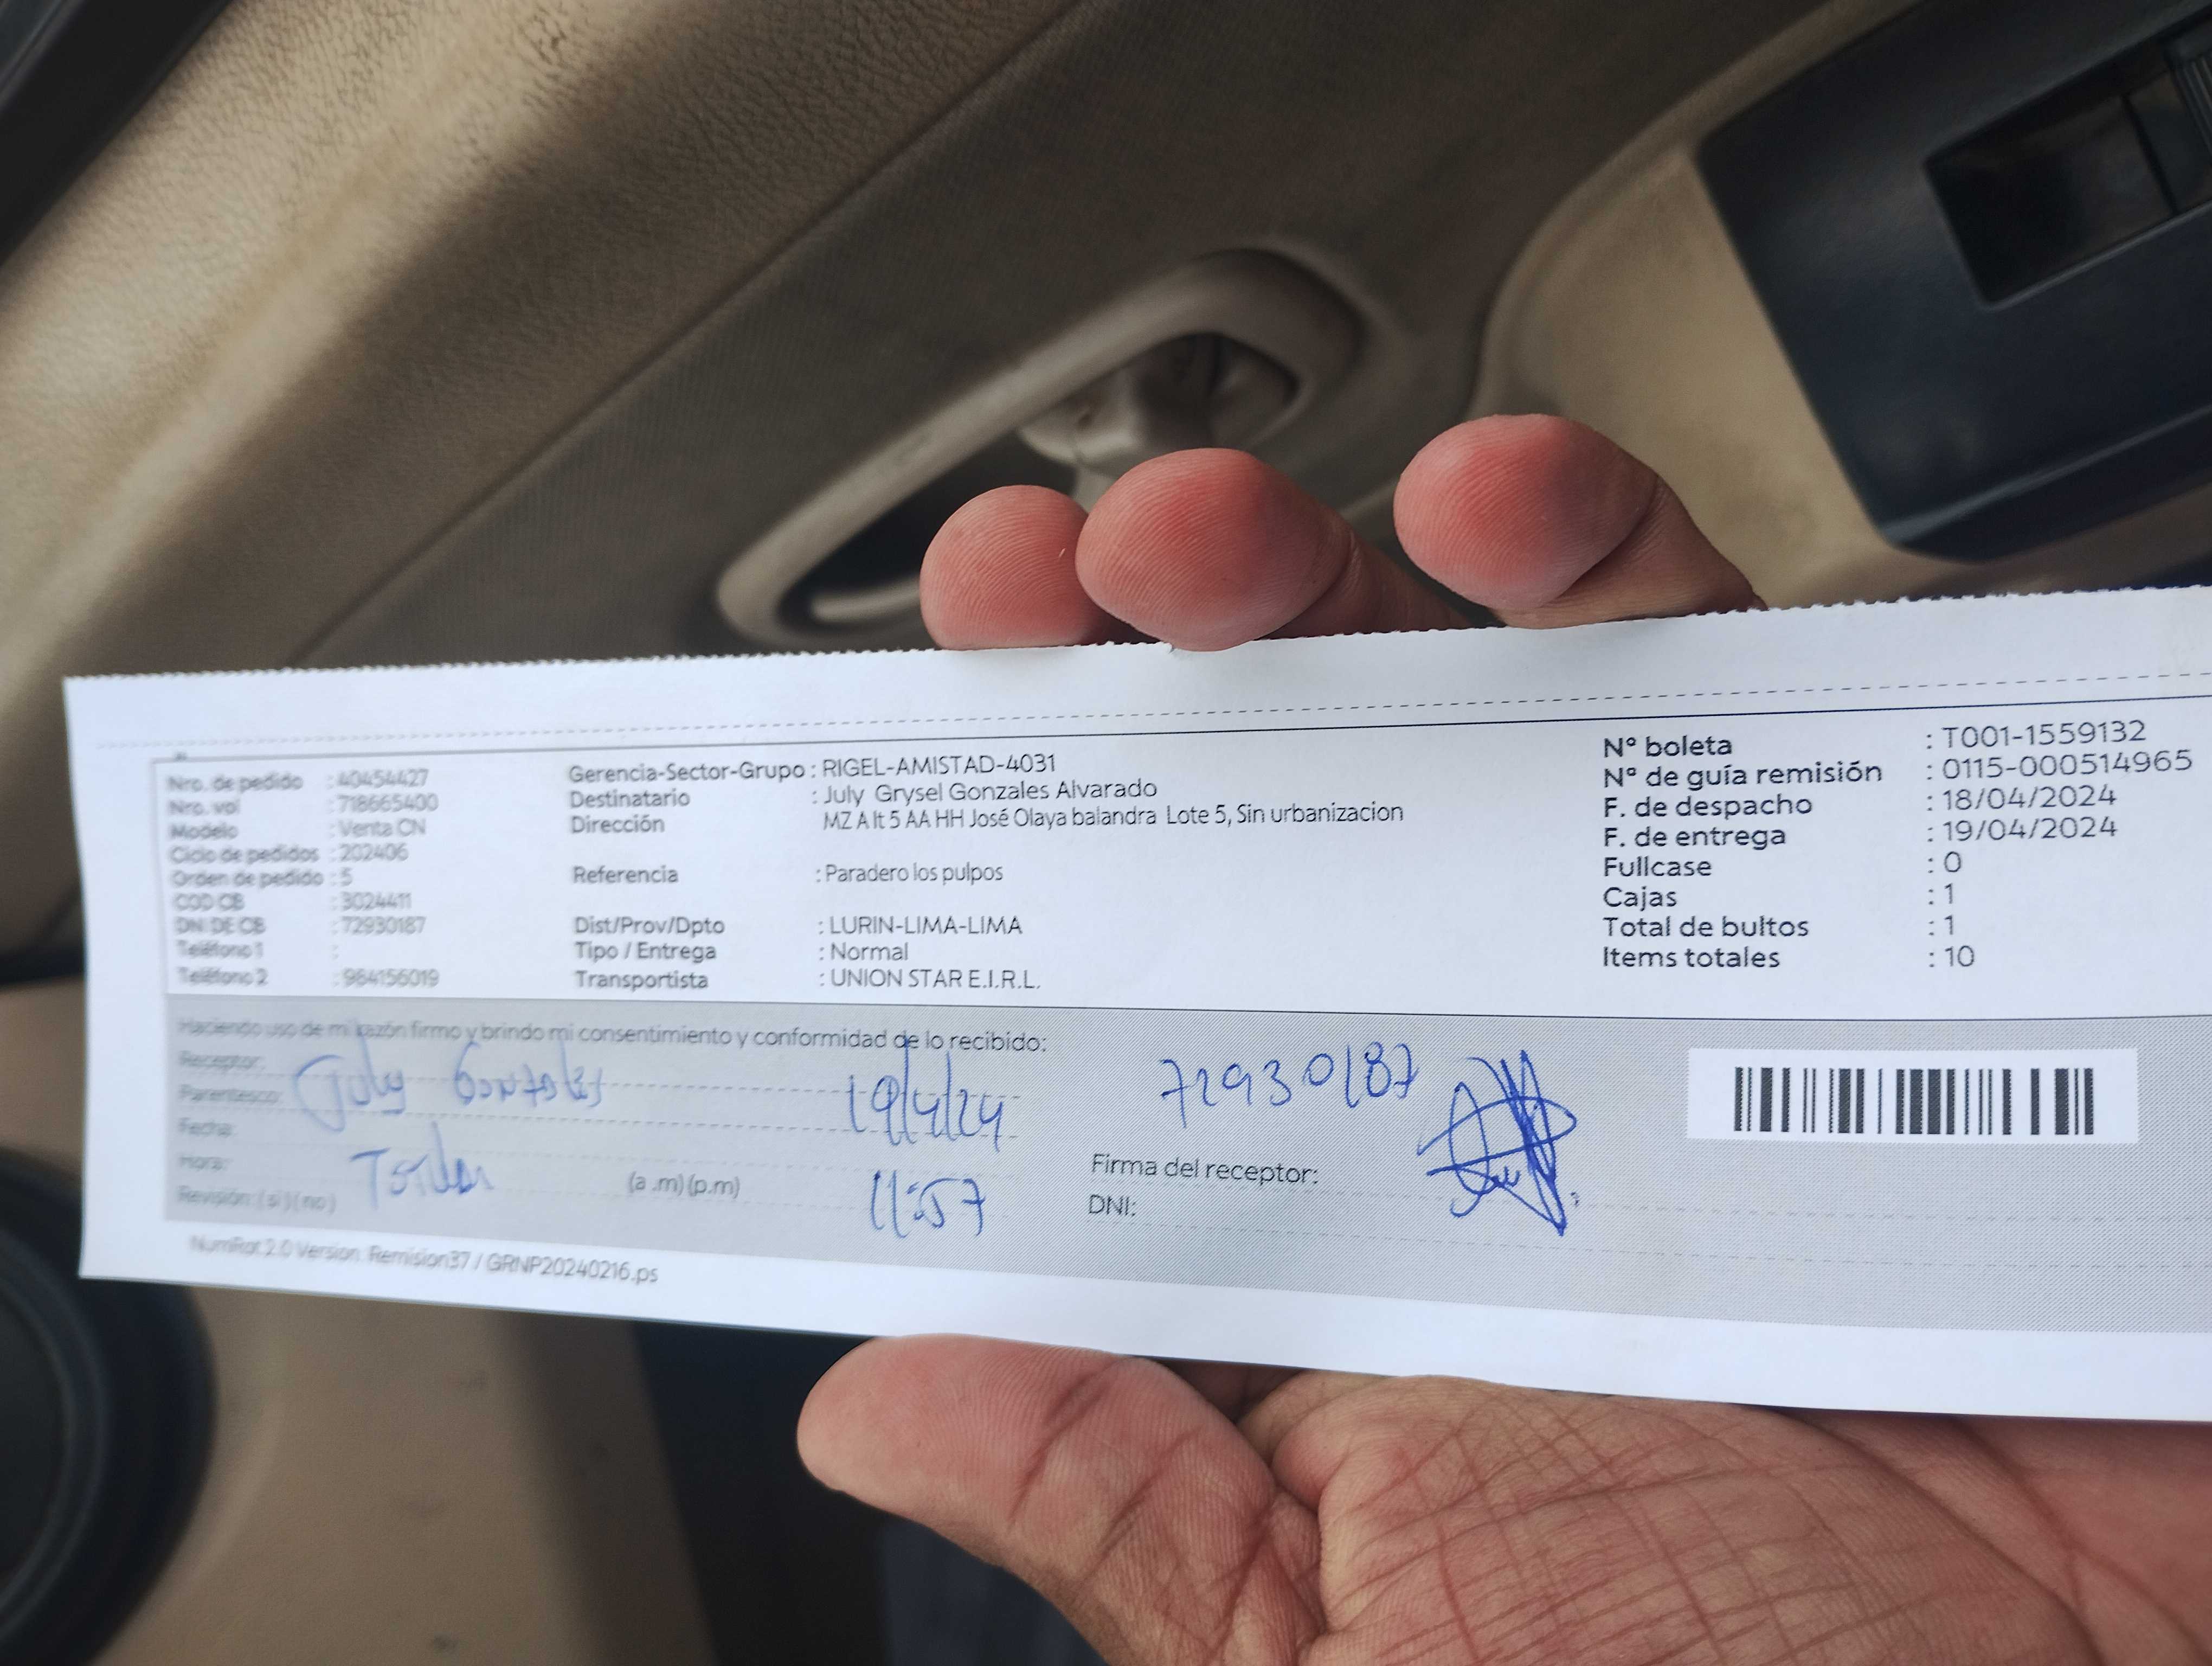 Nro. de pedido : 40454427
Nro. vol : 718665400
Modelo : Venta CN
Ciclo de pedidos : 202406
Orden de pedido : 5
COD CB : 3024411
DNI DE CB : 72930187
Teléfono 1 :
Teléfono 2 : 984156019
Gerencia-Sector-Grupo : RIGEL-AMISTAD-4031
Destinatario : July Grysel Gonzales Alvarado
Dirección MZ A lt 5 AA HH José Olaya balandra Lote 5, Sin urbanizacion
Referencia : Paradero los pulpos
Dist/Prov/Dpto : LURIN-LIMA-LIMA
Tipo / Entrega : Normal
Transportista : UNION STAR E.I.R.L.
N° boleta : T001-1559132
N° de guía remisión : 0115-000514965
F. de despacho : 18/04/2024
F. de entrega : 19/04/2024
Fullcase : 0
Cajas : 1
Total de bultos : 1
Items totales : 10
Haciendo uso de mi razón firmo y brindo mi consentimiento y conformidad de lo recibido:
Receptor:
July Gonzales 19/4/24 72930187
Parentesco:
Fecha:
Hora: (a .m) (p.m) 11:57
Revisión: ( si ) ( no )
Firma del receptor:
DNI:
NumRot 2.0 Version: Remision37 / GRNP20240216.ps